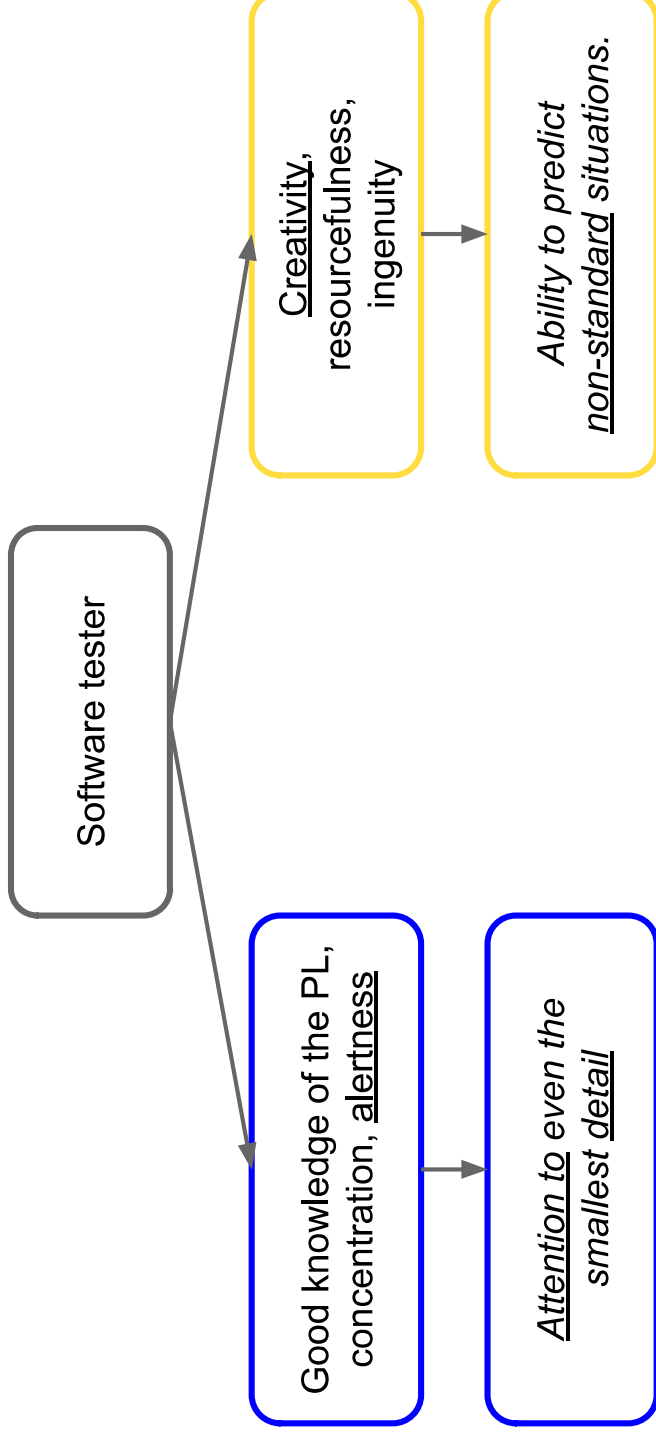 Software tester
Good knowledge of the PL,
concentration, alertness
Creativity,
resourcefulness,
ingenuity
Attention to even the
smallest detail
Ability to predict
non-standard situations.